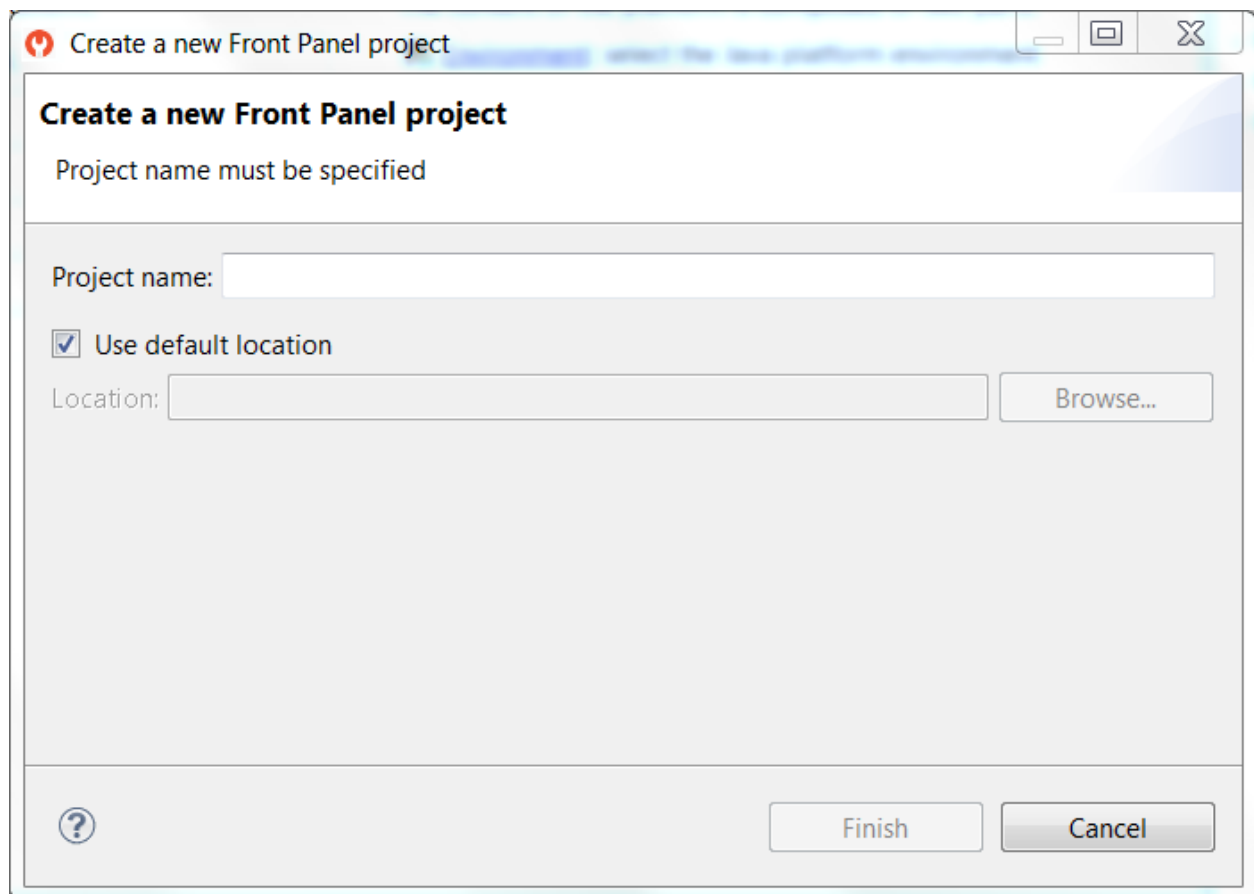 Create a new Front Panel project
Create a new Front Panel project
Project name must be specified
Project name:
Use default location
Location:
Browse...
Finish
Cancel